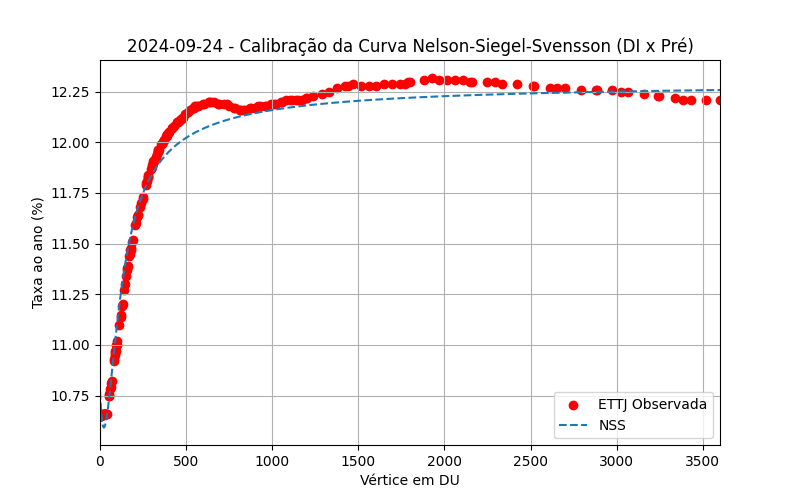 2024-09-24 - Calibração da Curva Nelson-Siegel-Svensson (DI x Pré)
Taxa ao ano (%)
12.25
12.00
11.75
11.50
11.25
11.00
10.75
ETTJ Observada
NSS
0 500 1000 1500 2000 2500 3000 3500
Vértice em DU